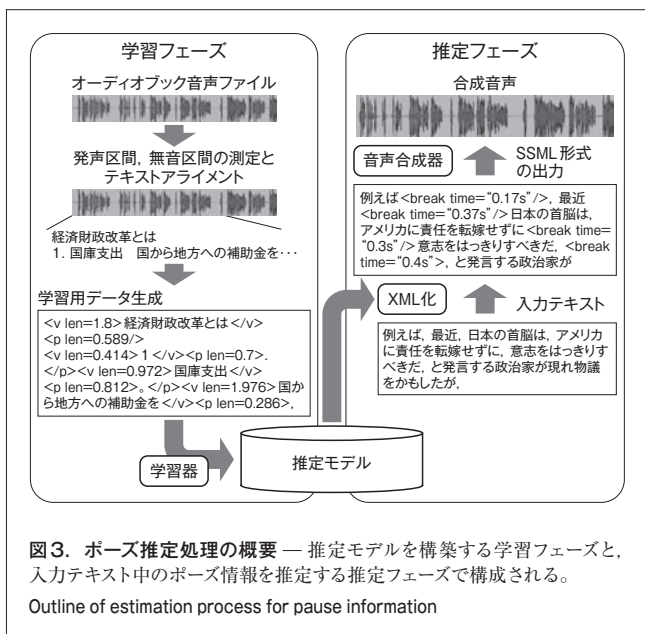 学習フェーズ
オーディオブック音声ファイル
発声区間，無音区間の測定と
テキストアライメント
経済財政改革とは
1. 国庫支出　国から地方への補助金を･･･
学習用データ生成
<v len=1.8>経済財政改革とは</v>
<p len=0.589/>
<v len=0.414>1</v><p len=0.7>.
</p><v len=0.972>国庫支出</v>
<p len=0.812>。</p><v len=1.976>国か
ら地方への補助金を</v><p len=0.286>，
学習器
推定モデル
推定フェーズ
合成音声
音声合成器
SSML形式
の出力
例えば<break time="0.17s"/>，最近
<break time="0.37s"/>日本の首脳は，
アメリカに責任を転嫁せずに<break
time="0.3s"/>意志をはっきりすべきだ，<break
time="0.4s">，と発言する政治家が
XML化
入力テキスト
例えば，最近，日本の首脳は，アメリカ
に責任を転嫁せずに，意志をはっきりす
べきだ，と発言する政治家が現れ物議
をかもしたが，
図3．ポーズ推定処理の概要 ― 推定モデルを構築する学習フェーズと，
入力テキスト中のポーズ情報を推定する推定フェーズで構成される。
Outline of estimation process for pause information